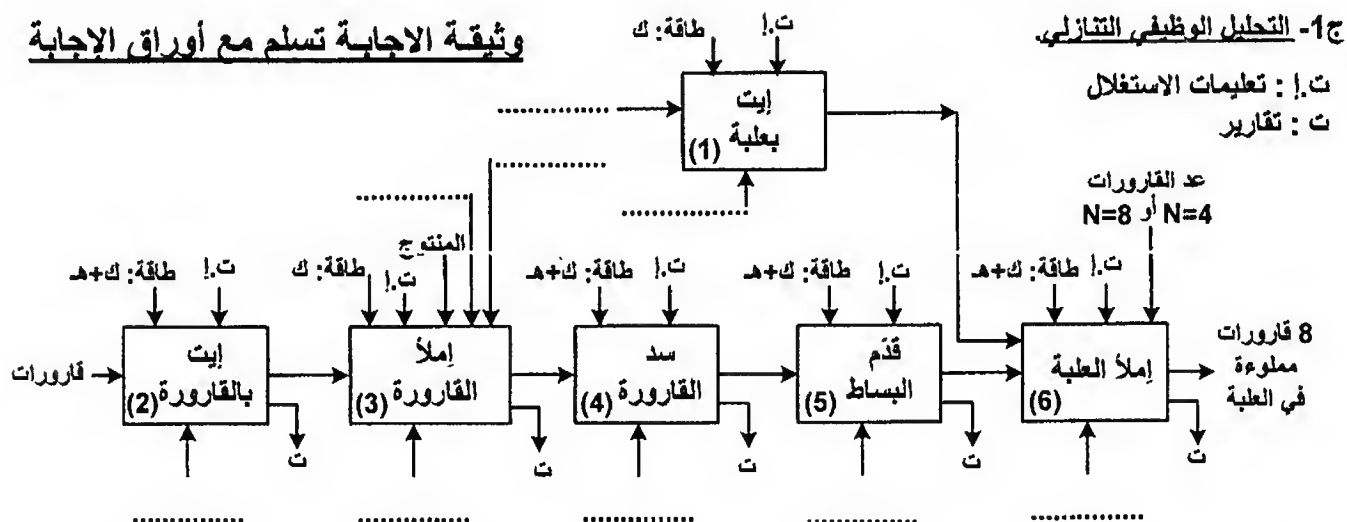 ج1- التحليل الوظيفي التنازلي.
وثيقة الاجابة تسلم مع أوراق الإجابة
ت.إ : تعليمات الاستغلال
ت : تقارير
طاقة: ك
ت.إ
إيت
بعلبة
(1)
عد القارورات
N=4 أو N=8
المنتوج
طاقة: ك+هـ
ت.إ
طاقة: ك
ت.إ
طاقة: ك+هـ
ت.إ
طاقة: ك+هـ
ت.إ
طاقة: ك+هـ
ت.إ
قارورات
إيت
بالقارورة
(2)
إملأ
القارورة
(3)
سد
القارورة
(4)
قدّم
البساط
(5)
إملأ العلبة
(6)
8 قارورات
مملوءة
في العلبة
ت
ت
ت
ت
ت